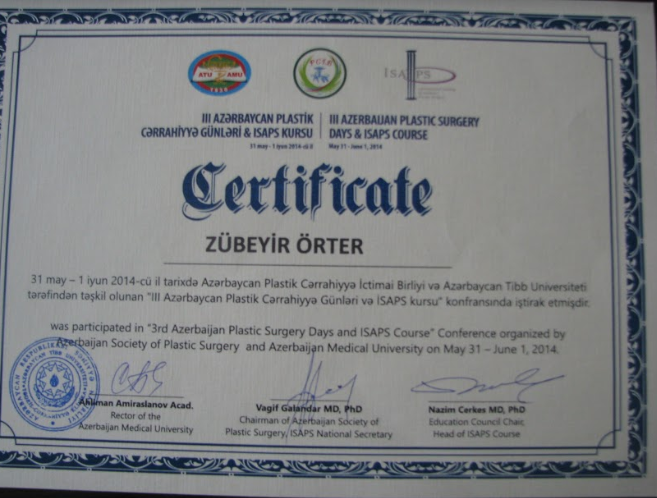 ATU AMU
1930
ISAPS
III AZƏRBAYCAN PLASTİK
CƏRRAHİYYƏ GÜNLƏRİ & ISAPS KURSU
31 may - 1 iyun 2014-cü il
III AZERBAIJAN PLASTIC SURGERY
DAYS & ISAPS COURSE
May 31 - June 1, 2014
Certificate
ZÜBEYİR ÖRTER
31 may – 1 iyun 2014-cü il tarixdə Azərbaycan Plastik Cərrahiyyə İctimai Birliyi və Azərbaycan Tibb Universiteti
tərəfindən təşkil olunan "III Azərbaycan Plastik Cərrahiyyə Günləri və İSAPS kursu" konfransında iştirak etmişdir.
was participated in "3rd Azerbaijan Plastic Surgery Days and ISAPS Course" Conference organized by
Azerbaijan Society of Plastic Surgery and Azerbaijan Medical University on May 31 – June 1, 2014.
Ahliman Amiraslanov Acad.
Rector of the
Azerbaijan Medical University
Vagif Galandar MD, PhD
Chairman of Azerbaijan Society of
Plastic Surgery, ISAPS National Secretary
Nazim Cerkes MD, PhD
Education Council Chair,
Head of ISAPS Course